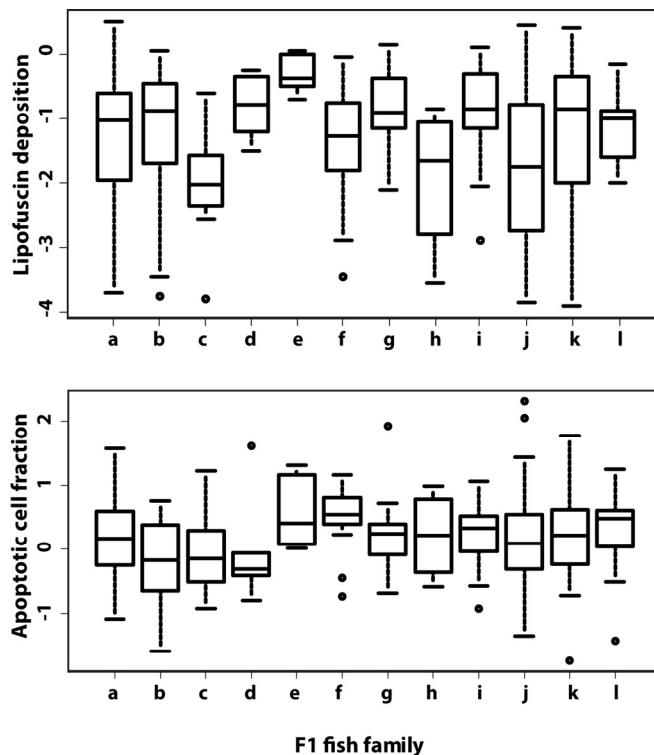 Lipofuscin deposition
0
-1
-2
-3
-4
a b c d e f g h i j k l
Apoptotic cell fraction
2
1
0
-1
a b c d e f g h i j k l
F1 fish family